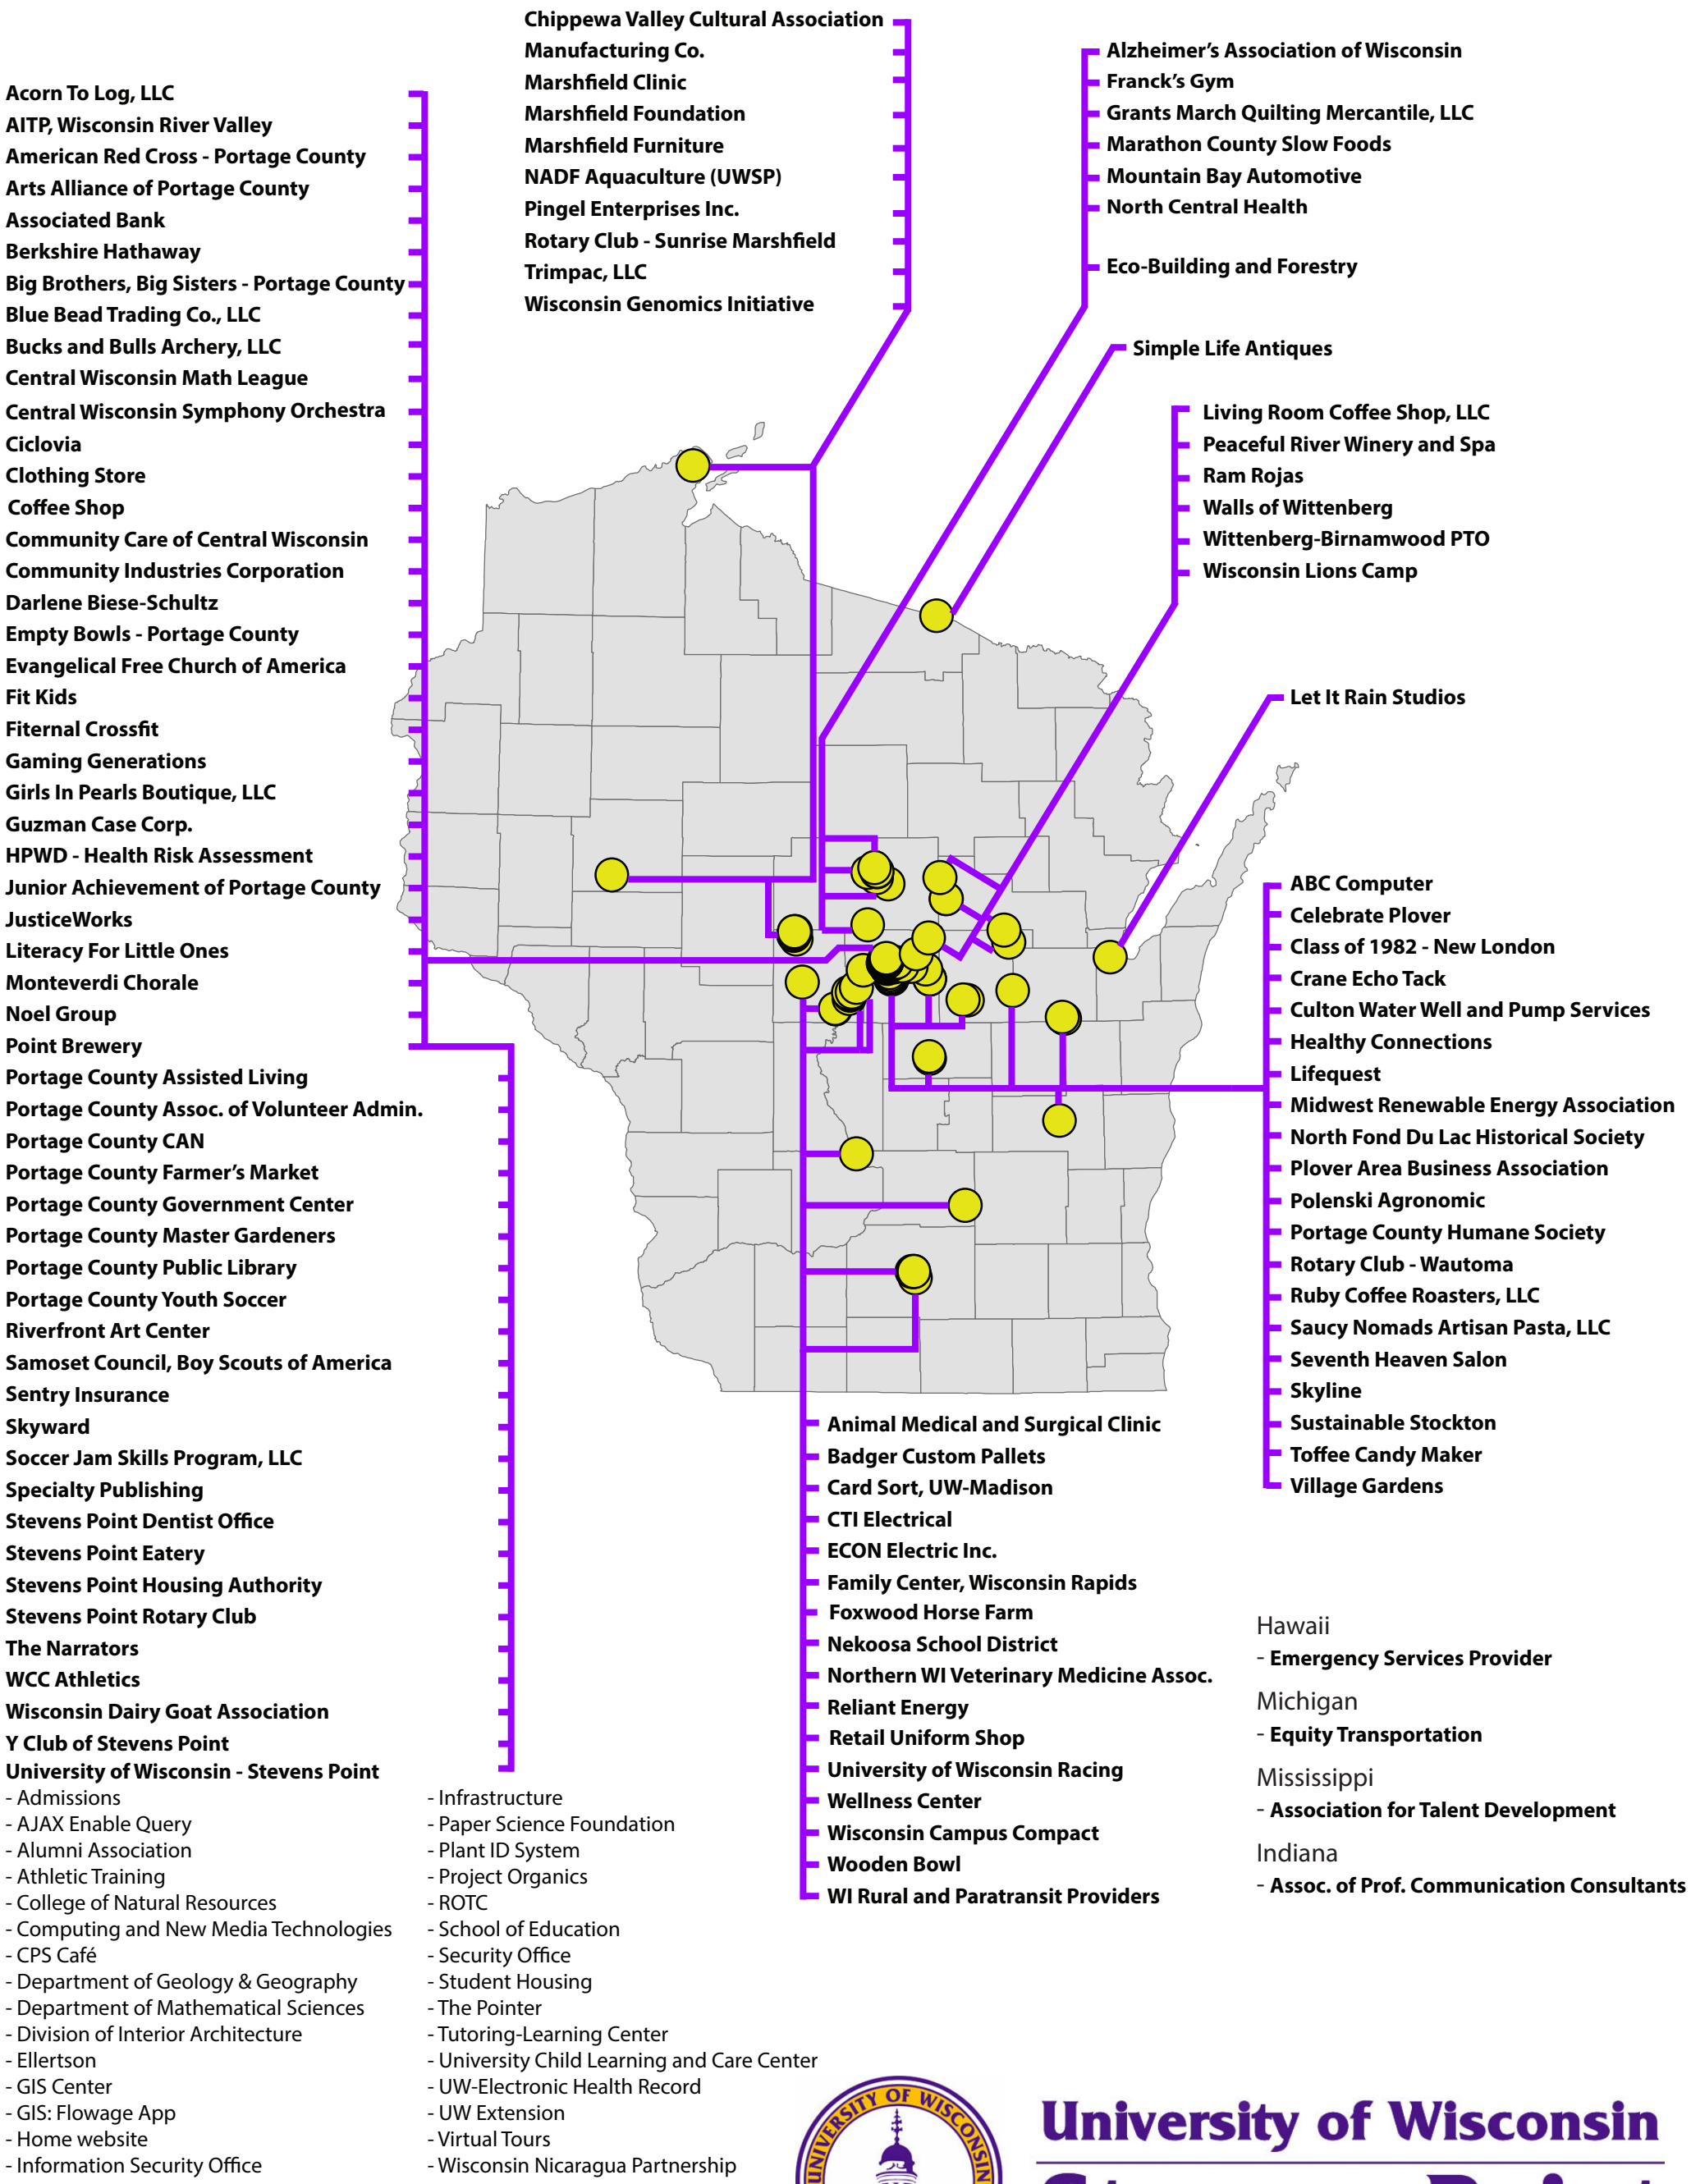 Chippewa Valley Cultural Association
Manufacturing Co.
Marshfield Clinic
Marshfield Foundation
Marshfield Furniture
NADF Aquaculture (UWSP)
Pingel Enterprises Inc.
Rotary Club - Sunrise Marshfield
Trimpac, LLC
Wisconsin Genomics Initiative
Alzheimer's Association of Wisconsin
Franck's Gym
Grants March Quilting Mercantile, LLC
Marathon County Slow Foods
Mountain Bay Automotive
North Central Health
Eco-Building and Forestry
Simple Life Antiques
Living Room Coffee Shop, LLC
Peaceful River Winery and Spa
Ram Rojas
Walls of Wittenberg
Wittenberg-Birnamwood PTO
Wisconsin Lions Camp
Let It Rain Studios
Acorn To Log, LLC
AITP, Wisconsin River Valley
American Red Cross - Portage County
Arts Alliance of Portage County
Associated Bank
Berkshire Hathaway
Big Brothers, Big Sisters - Portage County
Blue Bead Trading Co., LLC
Bucks and Bulls Archery, LLC
Central Wisconsin Math League
Central Wisconsin Symphony Orchestra
Ciclovia
Clothing Store
Coffee Shop
Community Care of Central Wisconsin
Community Industries Corporation
Darlene Biese-Schultz
Empty Bowls - Portage County
Evangelical Free Church of America
Fit Kids
Fiternal Crossfit
Gaming Generations
Girls In Pearls Boutique, LLC
Guzman Case Corp.
HPWD - Health Risk Assessment
Junior Achievement of Portage County
JusticeWorks
Literacy For Little Ones
Monteverdi Chorale
Noel Group
Point Brewery
Portage County Assisted Living
Portage County Assoc. of Volunteer Admin.
Portage County CAN
Portage County Farmer's Market
Portage County Government Center
Portage County Master Gardeners
Portage County Public Library
Portage County Youth Soccer
Riverfront Art Center
Samoset Council, Boy Scouts of America
Sentry Insurance
Skyward
Soccer Jam Skills Program, LLC
Specialty Publishing
Stevens Point Dentist Office
Stevens Point Eatery
Stevens Point Housing Authority
Stevens Point Rotary Club
The Narrators
WCC Athletics
Wisconsin Dairy Goat Association
Y Club of Stevens Point
University of Wisconsin - Stevens Point
- Admissions
- AJAX Enable Query
- Alumni Association
- Athletic Training
- College of Natural Resources
- Computing and New Media Technologies
- CPS Café
- Department of Geology & Geography
- Department of Mathematical Sciences
- Division of Interior Architecture
- Ellertson
- GIS Center
- GIS: Flowage App
- Home website
- Information Security Office
- Infrastructure
- Paper Science Foundation
- Plant ID System
- Project Organics
- ROTC
- School of Education
- Security Office
- Student Housing
- The Pointer
- Tutoring-Learning Center
- University Child Learning and Care Center
- UW-Electronic Health Record
- UW Extension
- Virtual Tours
- Wisconsin Nicaragua Partnership
ABC Computer
Celebrate Plover
Class of 1982 - New London
Crane Echo Tack
Culton Water Well and Pump Services
Healthy Connections
Lifequest
Midwest Renewable Energy Association
North Fond Du Lac Historical Society
Plover Area Business Association
Polenski Agronomic
Portage County Humane Society
Rotary Club - Wautoma
Ruby Coffee Roasters, LLC
Saucy Nomads Artisan Pasta, LLC
Seventh Heaven Salon
Skyline
Sustainable Stockton
Toffee Candy Maker
Village Gardens
Animal Medical and Surgical Clinic
Badger Custom Pallets
Card Sort, UW-Madison
CTI Electrical
ECON Electric Inc.
Family Center, Wisconsin Rapids
Foxwood Horse Farm
Nekoosa School District
Northern WI Veterinary Medicine Assoc.
Reliant Energy
Retail Uniform Shop
University of Wisconsin Racing
Wellness Center
Wisconsin Campus Compact
Wooden Bowl
WI Rural and Paratransit Providers
Hawaii
- Emergency Services Provider
Michigan
- Equity Transportation
Mississippi
- Association for Talent Development
Indiana
- Assoc. of Prof. Communication Consultants
UNIVERSITY OF WISCONSIN
University of Wisconsin